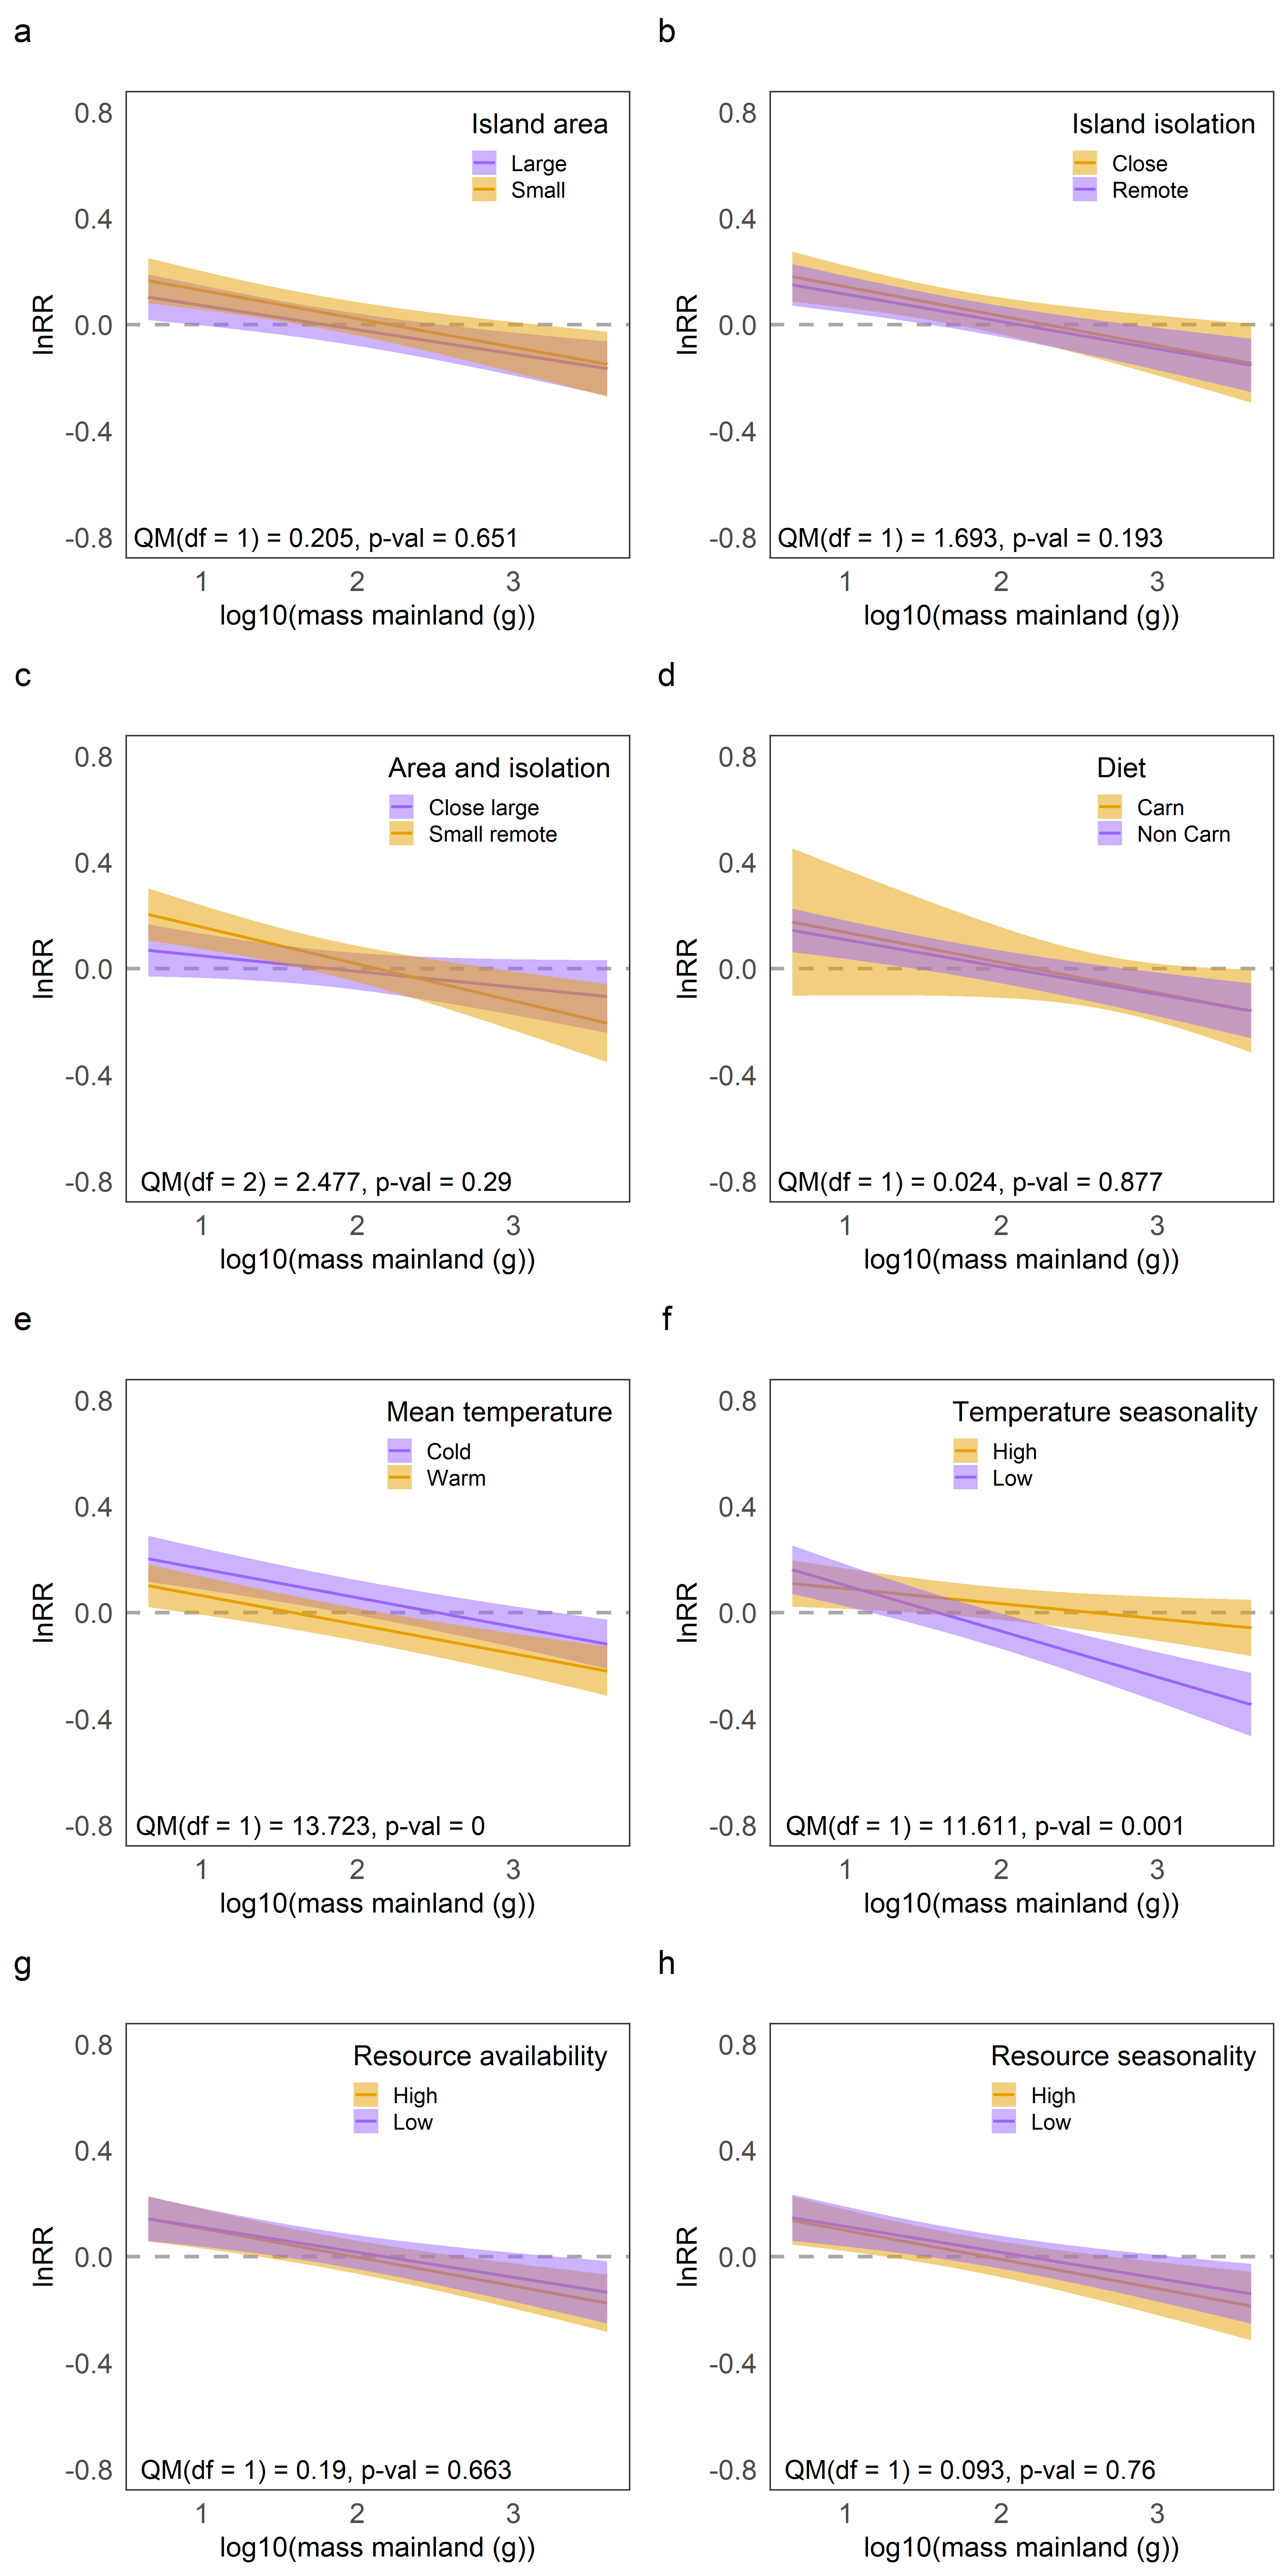 a
Island area
Large
Small
0.8
0.4
0.0
-0.4
-0.8
lnRR
QM(df = 1) = 0.205, p-val = 0.651
1 2 3
log10(mass mainland (g))
b
Island isolation
Close
Remote
0.8
0.4
0.0
-0.4
-0.8
lnRR
QM(df = 1) = 1.693, p-val = 0.193
1 2 3
log10(mass mainland (g))
c
Area and isolation
Close large
Small remote
0.8
0.4
0.0
-0.4
-0.8
lnRR
QM(df = 2) = 2.477, p-val = 0.29
1 2 3
log10(mass mainland (g))
d
Diet
Carn
Non Carn
0.8
0.4
0.0
-0.4
-0.8
lnRR
QM(df = 1) = 0.024, p-val = 0.877
1 2 3
log10(mass mainland (g))
e
Mean temperature
Cold
Warm
0.8
0.4
0.0
-0.4
-0.8
lnRR
QM(df = 1) = 13.723, p-val = 0
1 2 3
log10(mass mainland (g))
f
Temperature seasonality
High
Low
0.8
0.4
0.0
-0.4
-0.8
lnRR
QM(df = 1) = 11.611, p-val = 0.001
1 2 3
log10(mass mainland (g))
g
Resource availability
High
Low
0.8
0.4
0.0
-0.4
-0.8
lnRR
QM(df = 1) = 0.19, p-val = 0.663
1 2 3
log10(mass mainland (g))
h
Resource seasonality
High
Low
0.8
0.4
0.0
-0.4
-0.8
lnRR
QM(df = 1) = 0.093, p-val = 0.76
1 2 3
log10(mass mainland (g))